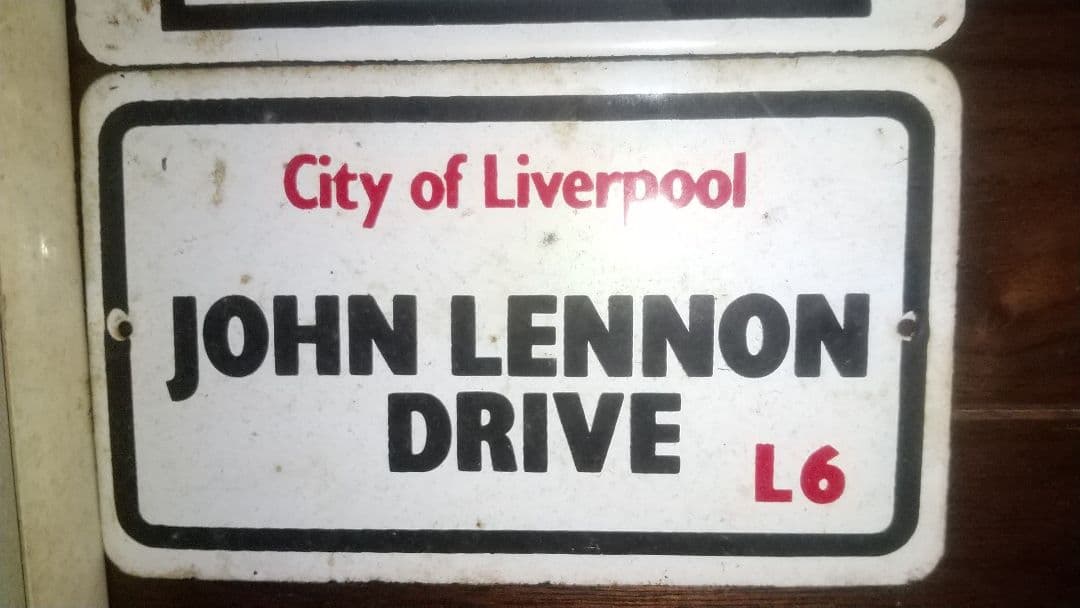 City of Liverpool
JOHN LENNON
DRIVE
L6